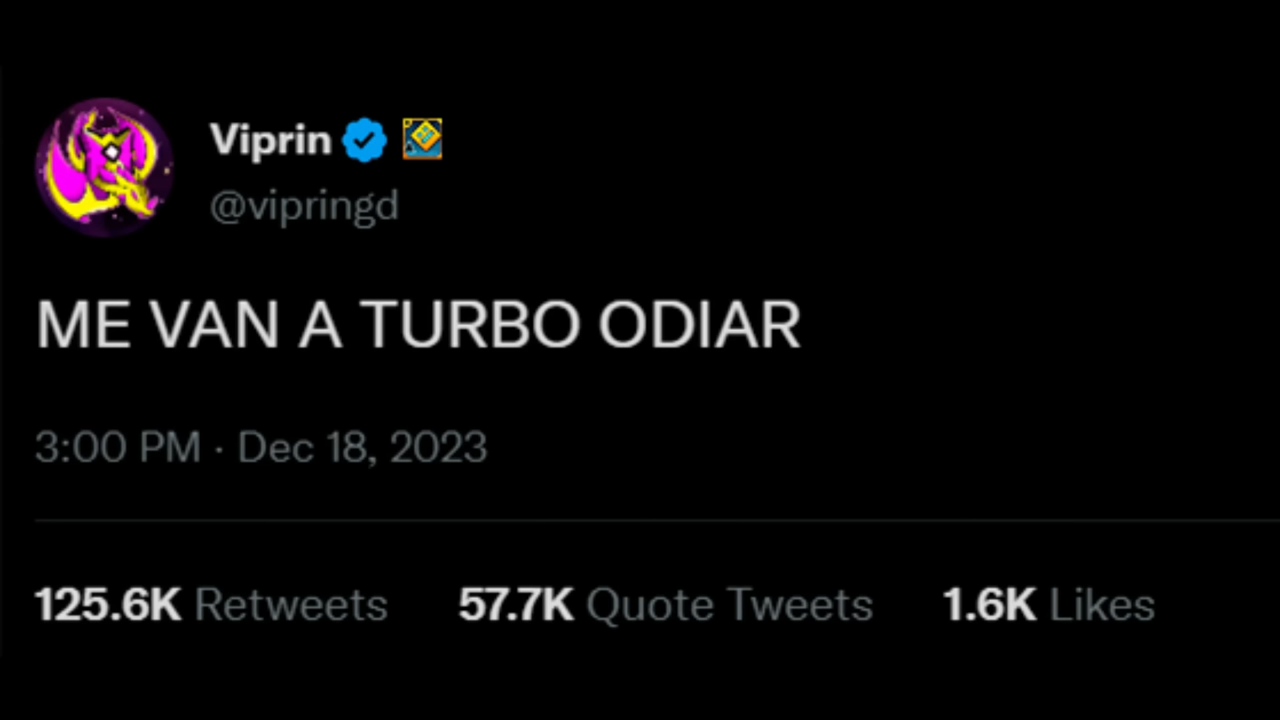 Viprin
@vipringd
ME VAN A TURBO ODIAR
3:00 PM · Dec 18, 2023
125.6K Retweets 57.7K Quote Tweets 1.6K Likes